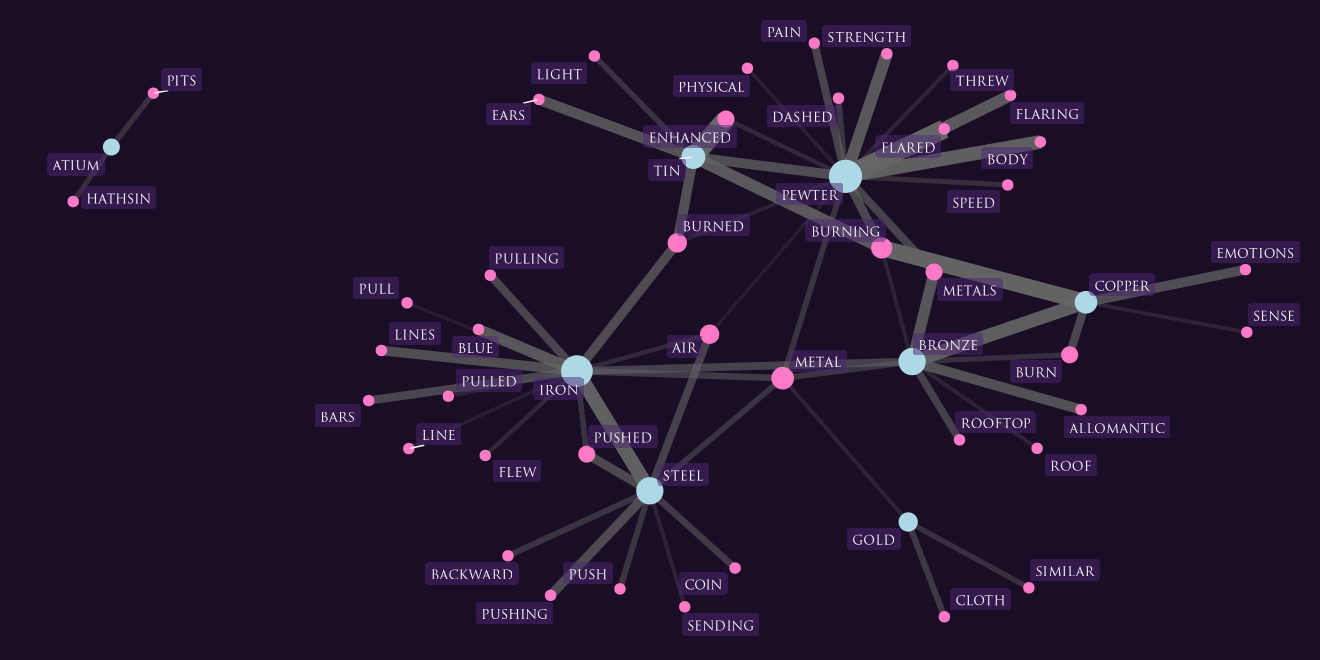 PAIN
STRENGTH
LIGHT
PITS
PHYSICAL
THREW
EARS
DASHED
FLARING
ENHANCED
FLARED
BODY
ATIUM
TIN
HATHSIN
PEWTER
SPEED
BURNED
BURNING
EMOTIONS
PULLING
PULL
COPPER
METALS
SENSE
LINES
BLUE
AIR
BRONZE
METAL
BURN
PULLED
IRON
BARS
ROOFTOP
ALLOMANTIC
LINE
PUSHED
ROOF
FLEW
STEEL
GOLD
BACKWARD
PUSH
COIN
SIMILAR
CLOTH
PUSHING
SENDING